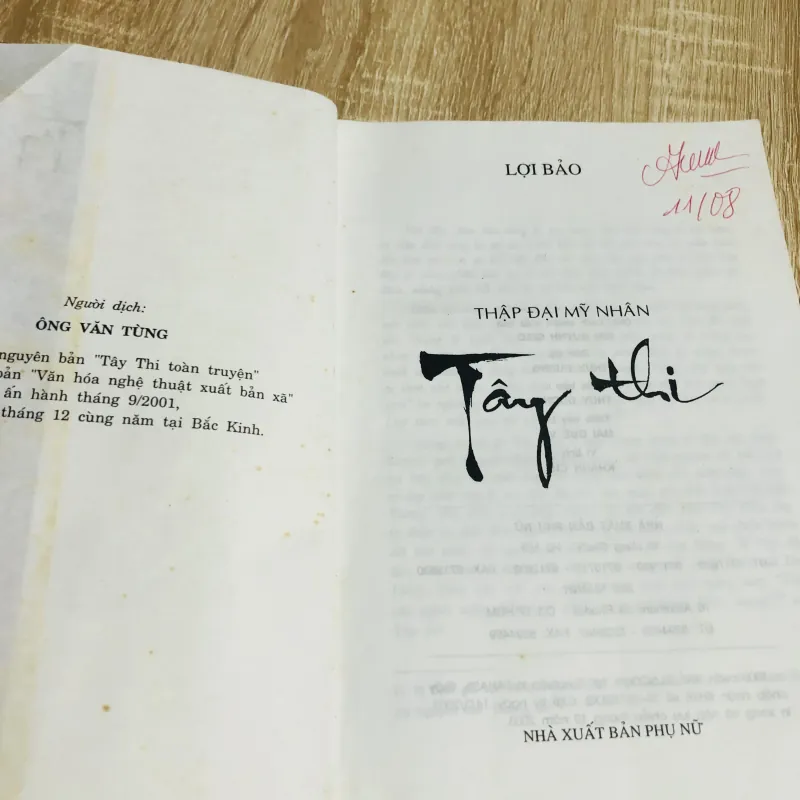 Người dịch:
ÔNG VĂN TÙNG
nguyên bản "Tây Thi toàn truyện"
bản "Văn hóa nghệ thuật xuất bản xã"
ấn hành tháng 9/2001,
tháng 12 cùng năm tại Bắc Kinh.
LỢI BẢO
11/08
THẬP ĐẠI MỸ NHÂN
Tây thi
NHÀ XUẤT BẢN PHỤ NỮ